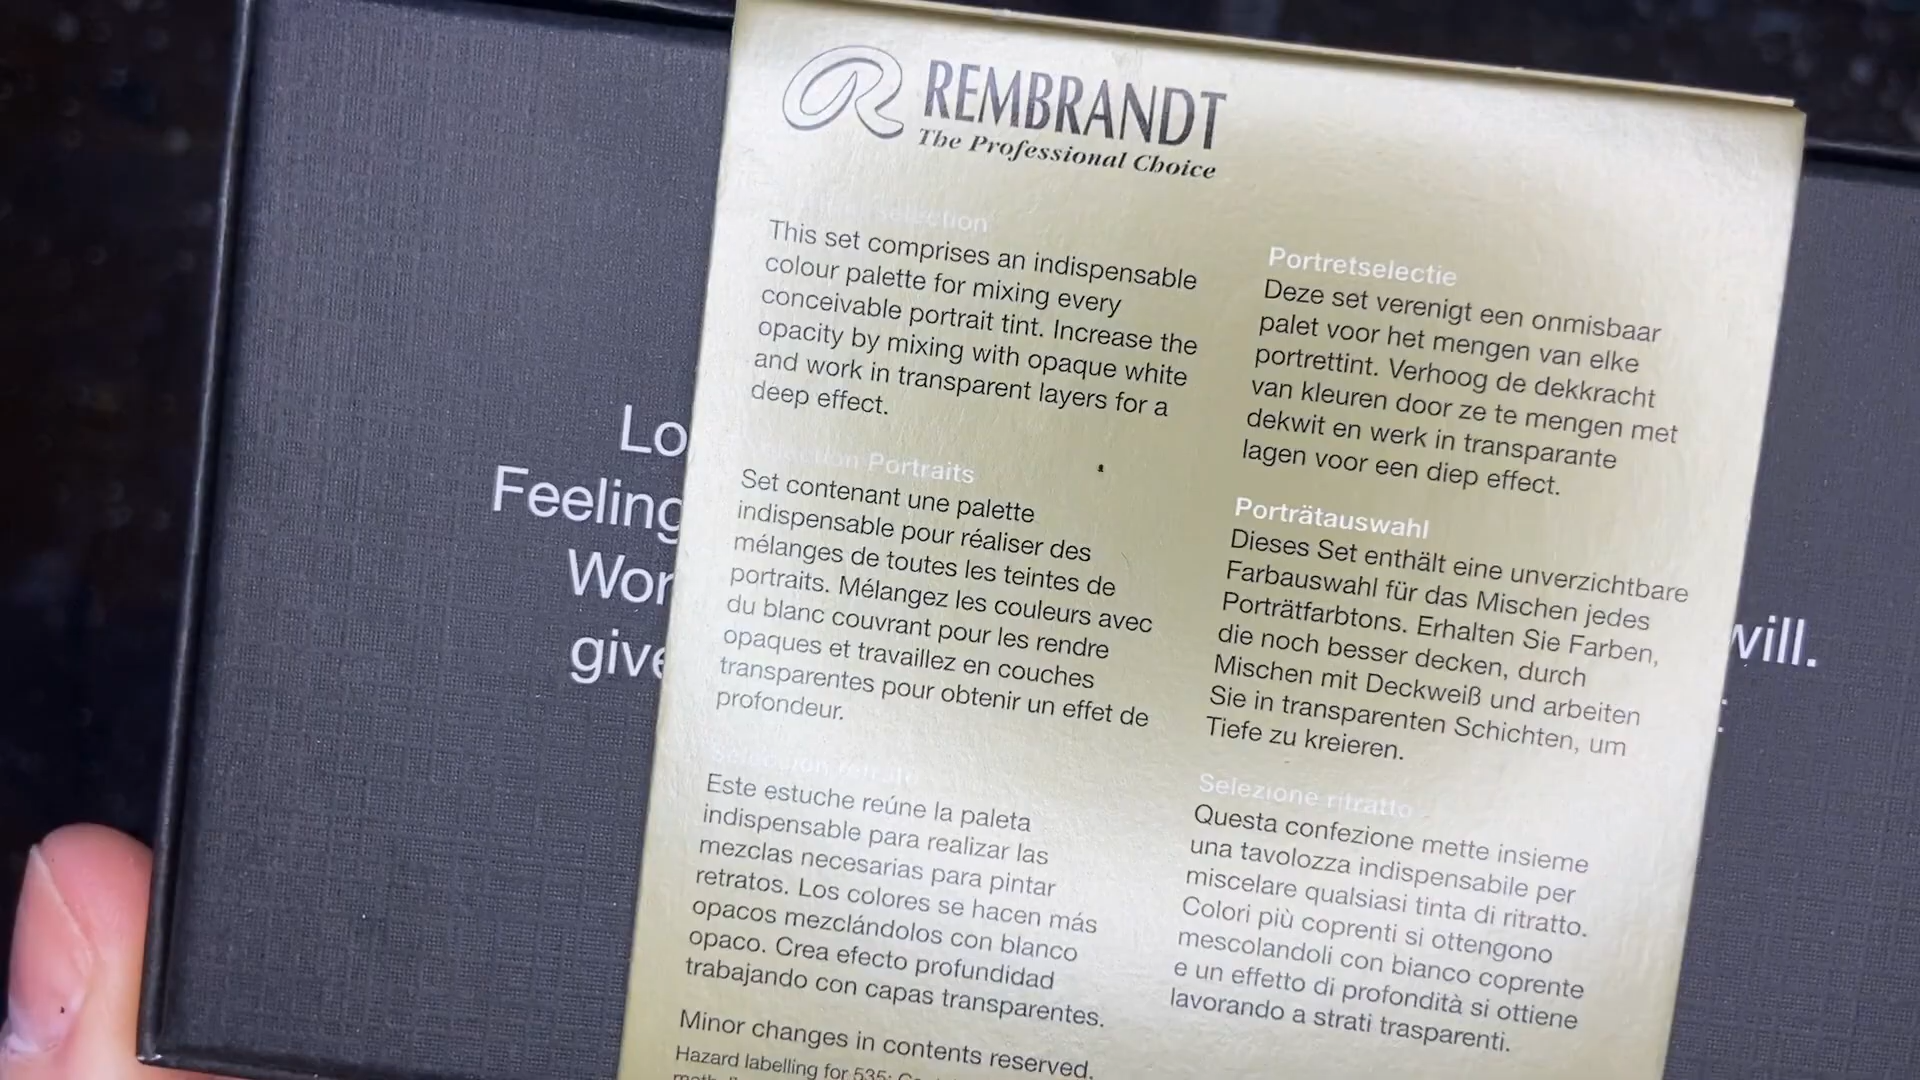 REMBRANDT
The Professional Choice
Selection
This set comprises an indispensable
colour palette for mixing every
conceivable portrait tint. Increase the
opacity by mixing with opaque white
and work in transparent layers for a
deep effect.
Selection Portraits
Set contenant une palette
indispensable pour réaliser des
mélanges de toutes les teintes de
portraits. Mélangez les couleurs avec
du blanc couvrant pour les rendre
opaques et travaillez en couches
transparentes pour obtenir un effet de
profondeur.
Selección retrato
Este estuche reúne la paleta
indispensable para realizar las
mezclas necesarias para pintar
retratos. Los colores se hacen más
opacos mezclándolos con blanco
opaco. Crea efecto profundidad
trabajando con capas transparentes.
Minor changes in contents reserved.
Hazard labelling for 535:
Portretselectie
Deze set verenigt een onmisbaar
palet voor het mengen van elke
portrettint. Verhoog de dekkracht
van kleuren door ze te mengen met
dekwit en werk in transparante
lagen voor een diep effect.
Porträtauswahl
Dieses Set enthält eine unverzichtbare
Farbauswahl für das Mischen jedes
Porträtfarbtons. Erhalten Sie Farben,
die noch besser decken, durch
Mischen mit Deckweiß und arbeiten
Sie in transparenten Schichten, um
Tiefe zu kreieren.
Selezione ritratto
Questa confezione mette insieme
una tavolozza indispensabile per
miscelare qualsiasi tinta di ritratto.
Colori più coprenti si ottengono
mescolandoli con bianco coprente
e un effetto di profondità si ottiene
lavorando a strati trasparenti.
Lo
Feeling
Wor
give
will.